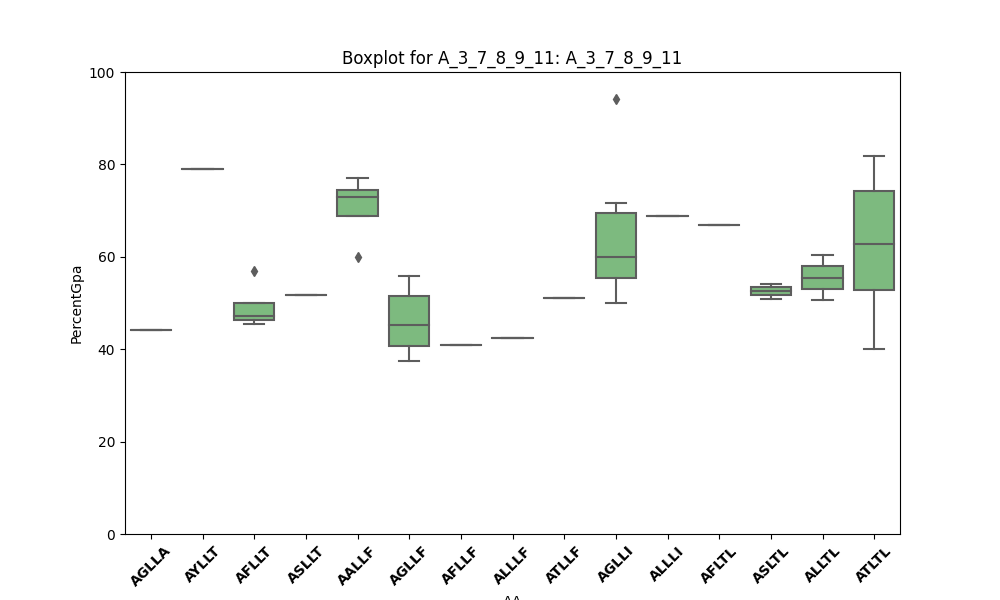 Boxplot for A_3_7_8_9_11: A_3_7_8_9_11
PercentGpa
100
80
60
40
20
0
AGLLA AYLLT AFLLT ASLLT AALLF AGLLF AFLLF ALLLF ATLLF AGLLI ALLLI AFLTL ASLTL ALLTL ATLTL
AA